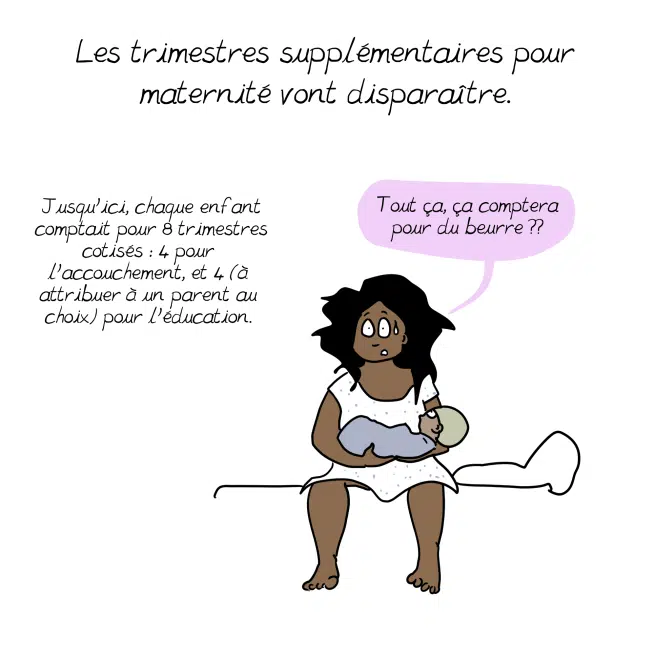 Les trimestres supplémentaires pour
maternité vont disparaître.
Jusqu'ici, chaque enfant
comptait pour 8 trimestres
cotisés : 4 pour
l'accouchement, et 4 (à
attribuer à un parent au
choix) pour l'éducation.
Tout ça, ça comptera
pour du beurre ??